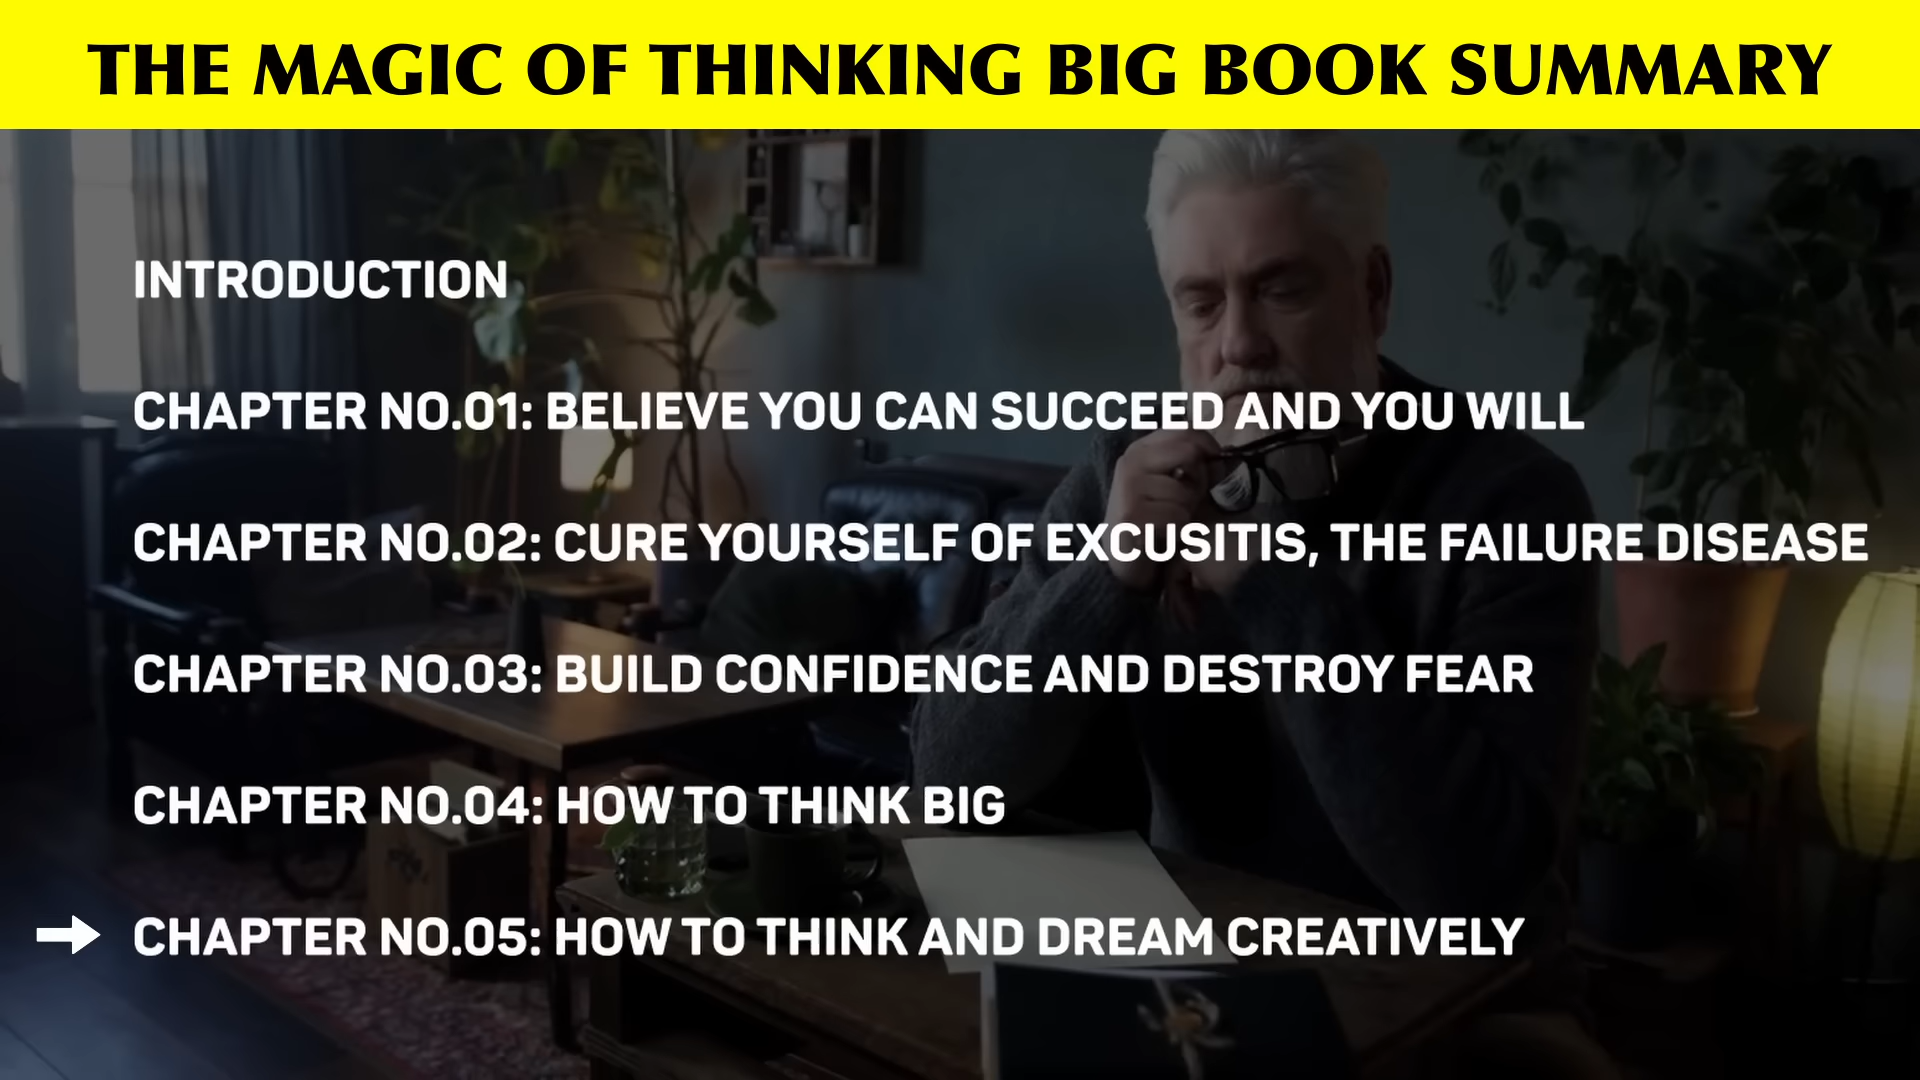 THE MAGIC OF THINKING BIG BOOK SUMMARY
INTRODUCTION
CHAPTER NO.01: BELIEVE YOU CAN SUCCEED AND YOU WILL
CHAPTER NO.02: CURE YOURSELF OF EXCUSITIS, THE FAILURE DISEASE
CHAPTER NO.03: BUILD CONFIDENCE AND DESTROY FEAR
CHAPTER NO.04: HOW TO THINK BIG
CHAPTER NO.05: HOW TO THINK AND DREAM CREATIVELY